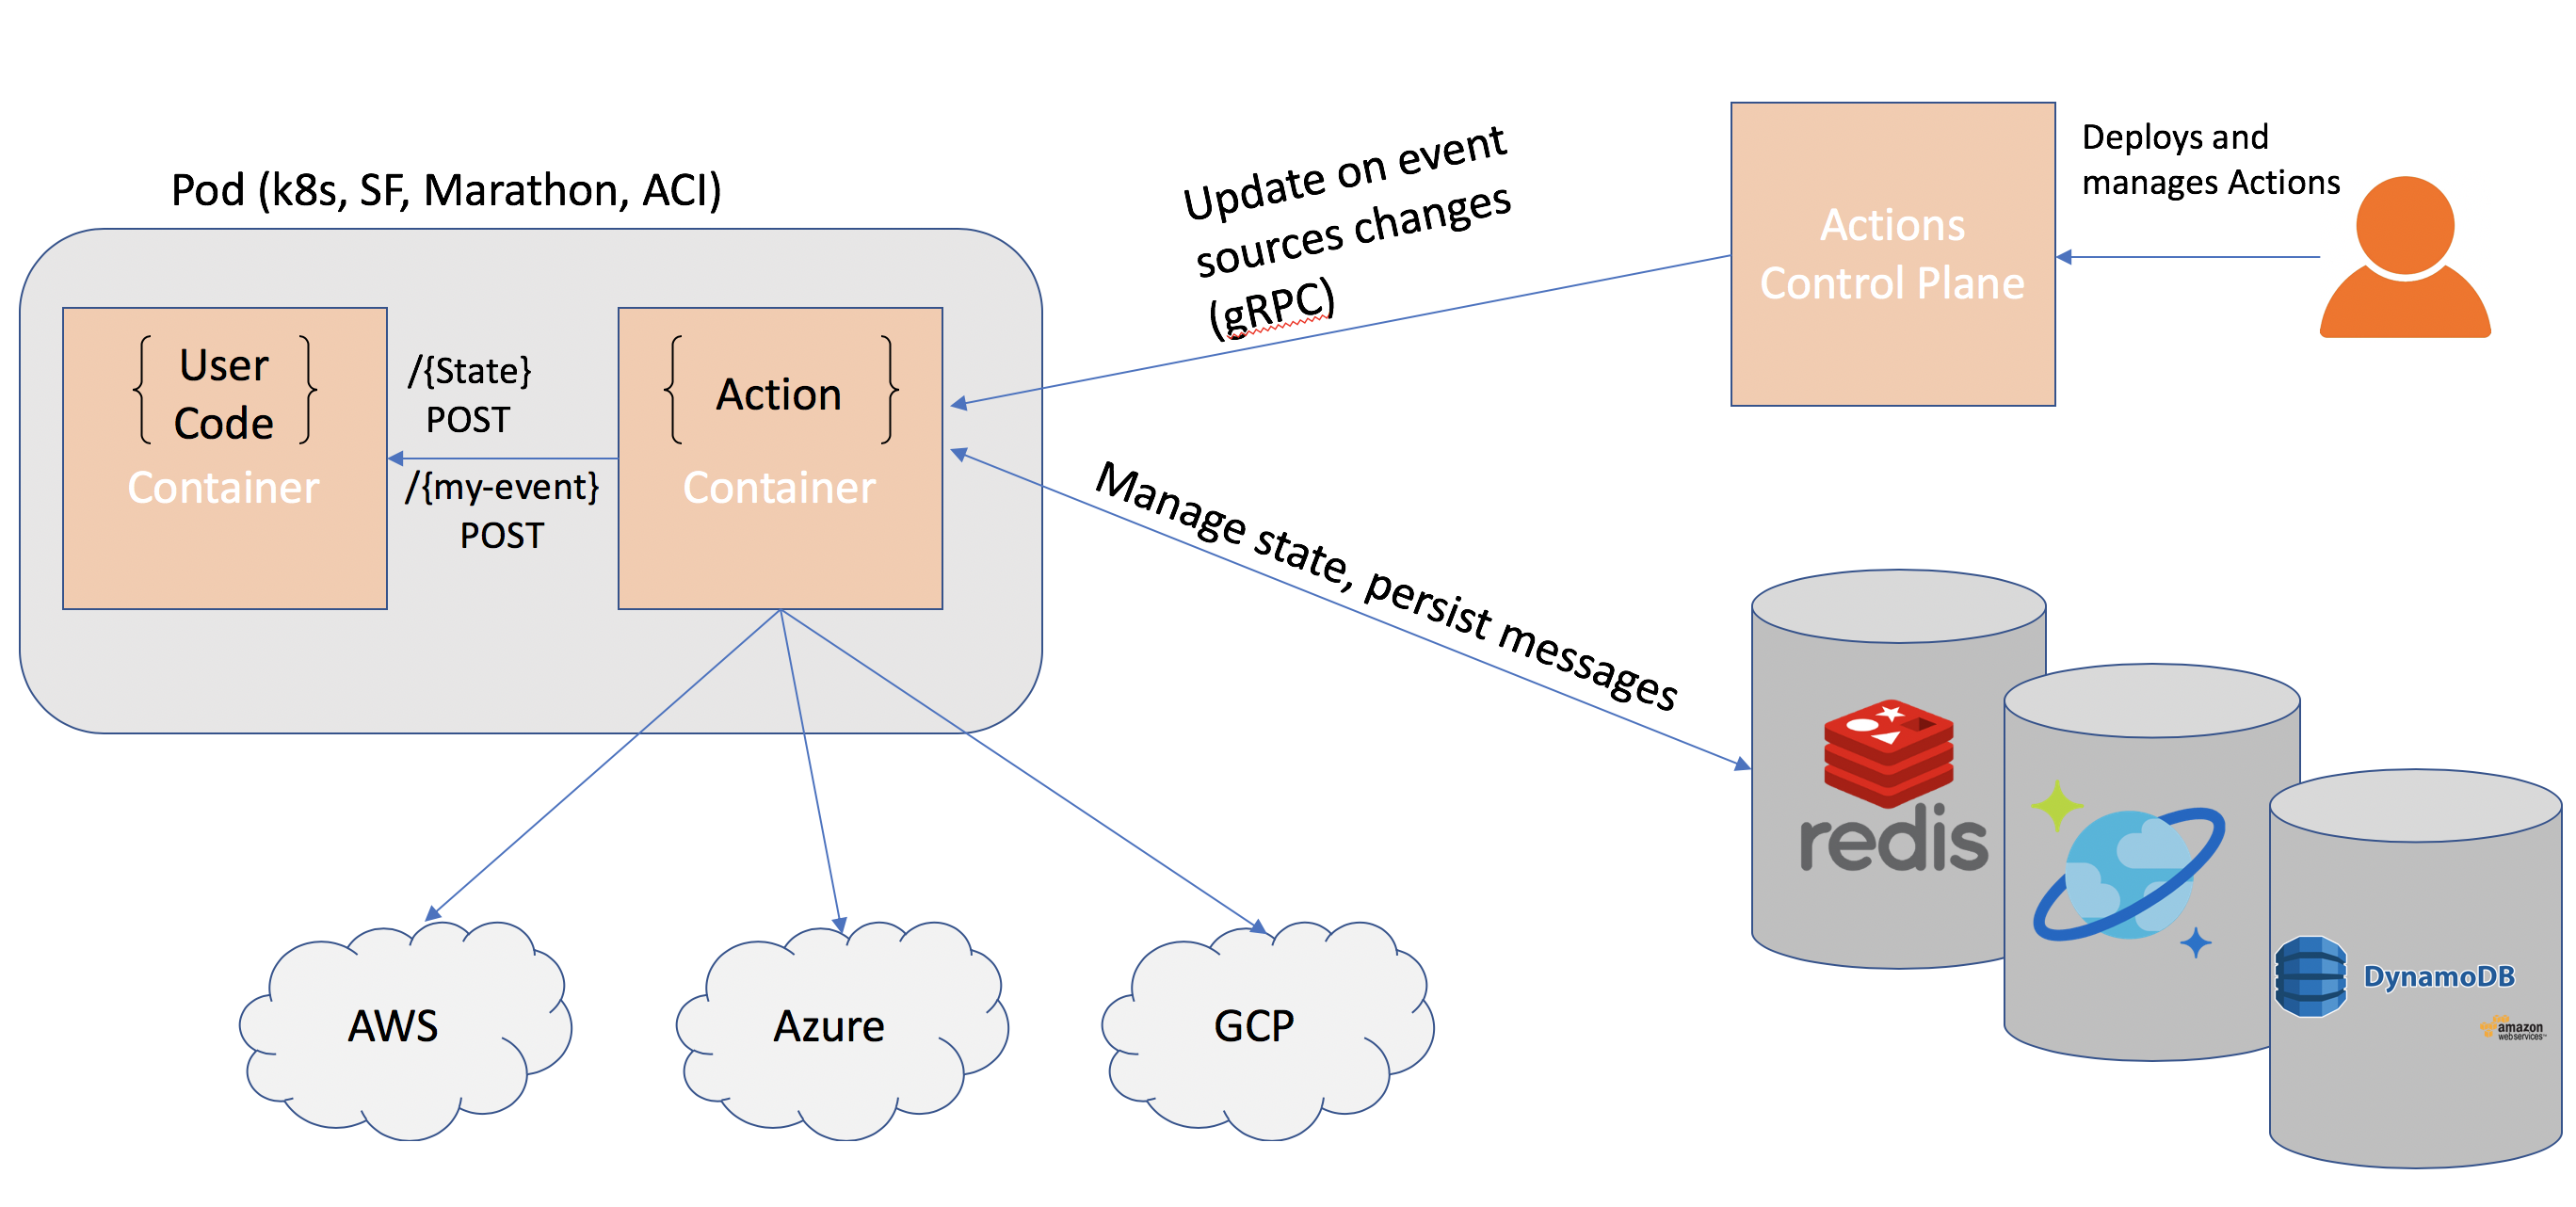 Pod (k8s, SF, Marathon, ACI)
User
Code
Container
/{State}
POST
/{my-event}
POST
Action
Container
Update on event
sources changes
(gRPC)
Actions
Control Plane
Deploys and
manages Actions
Manage state, persist messages
redis
DynamoDB
amazon
web services™
AWS
Azure
GCP